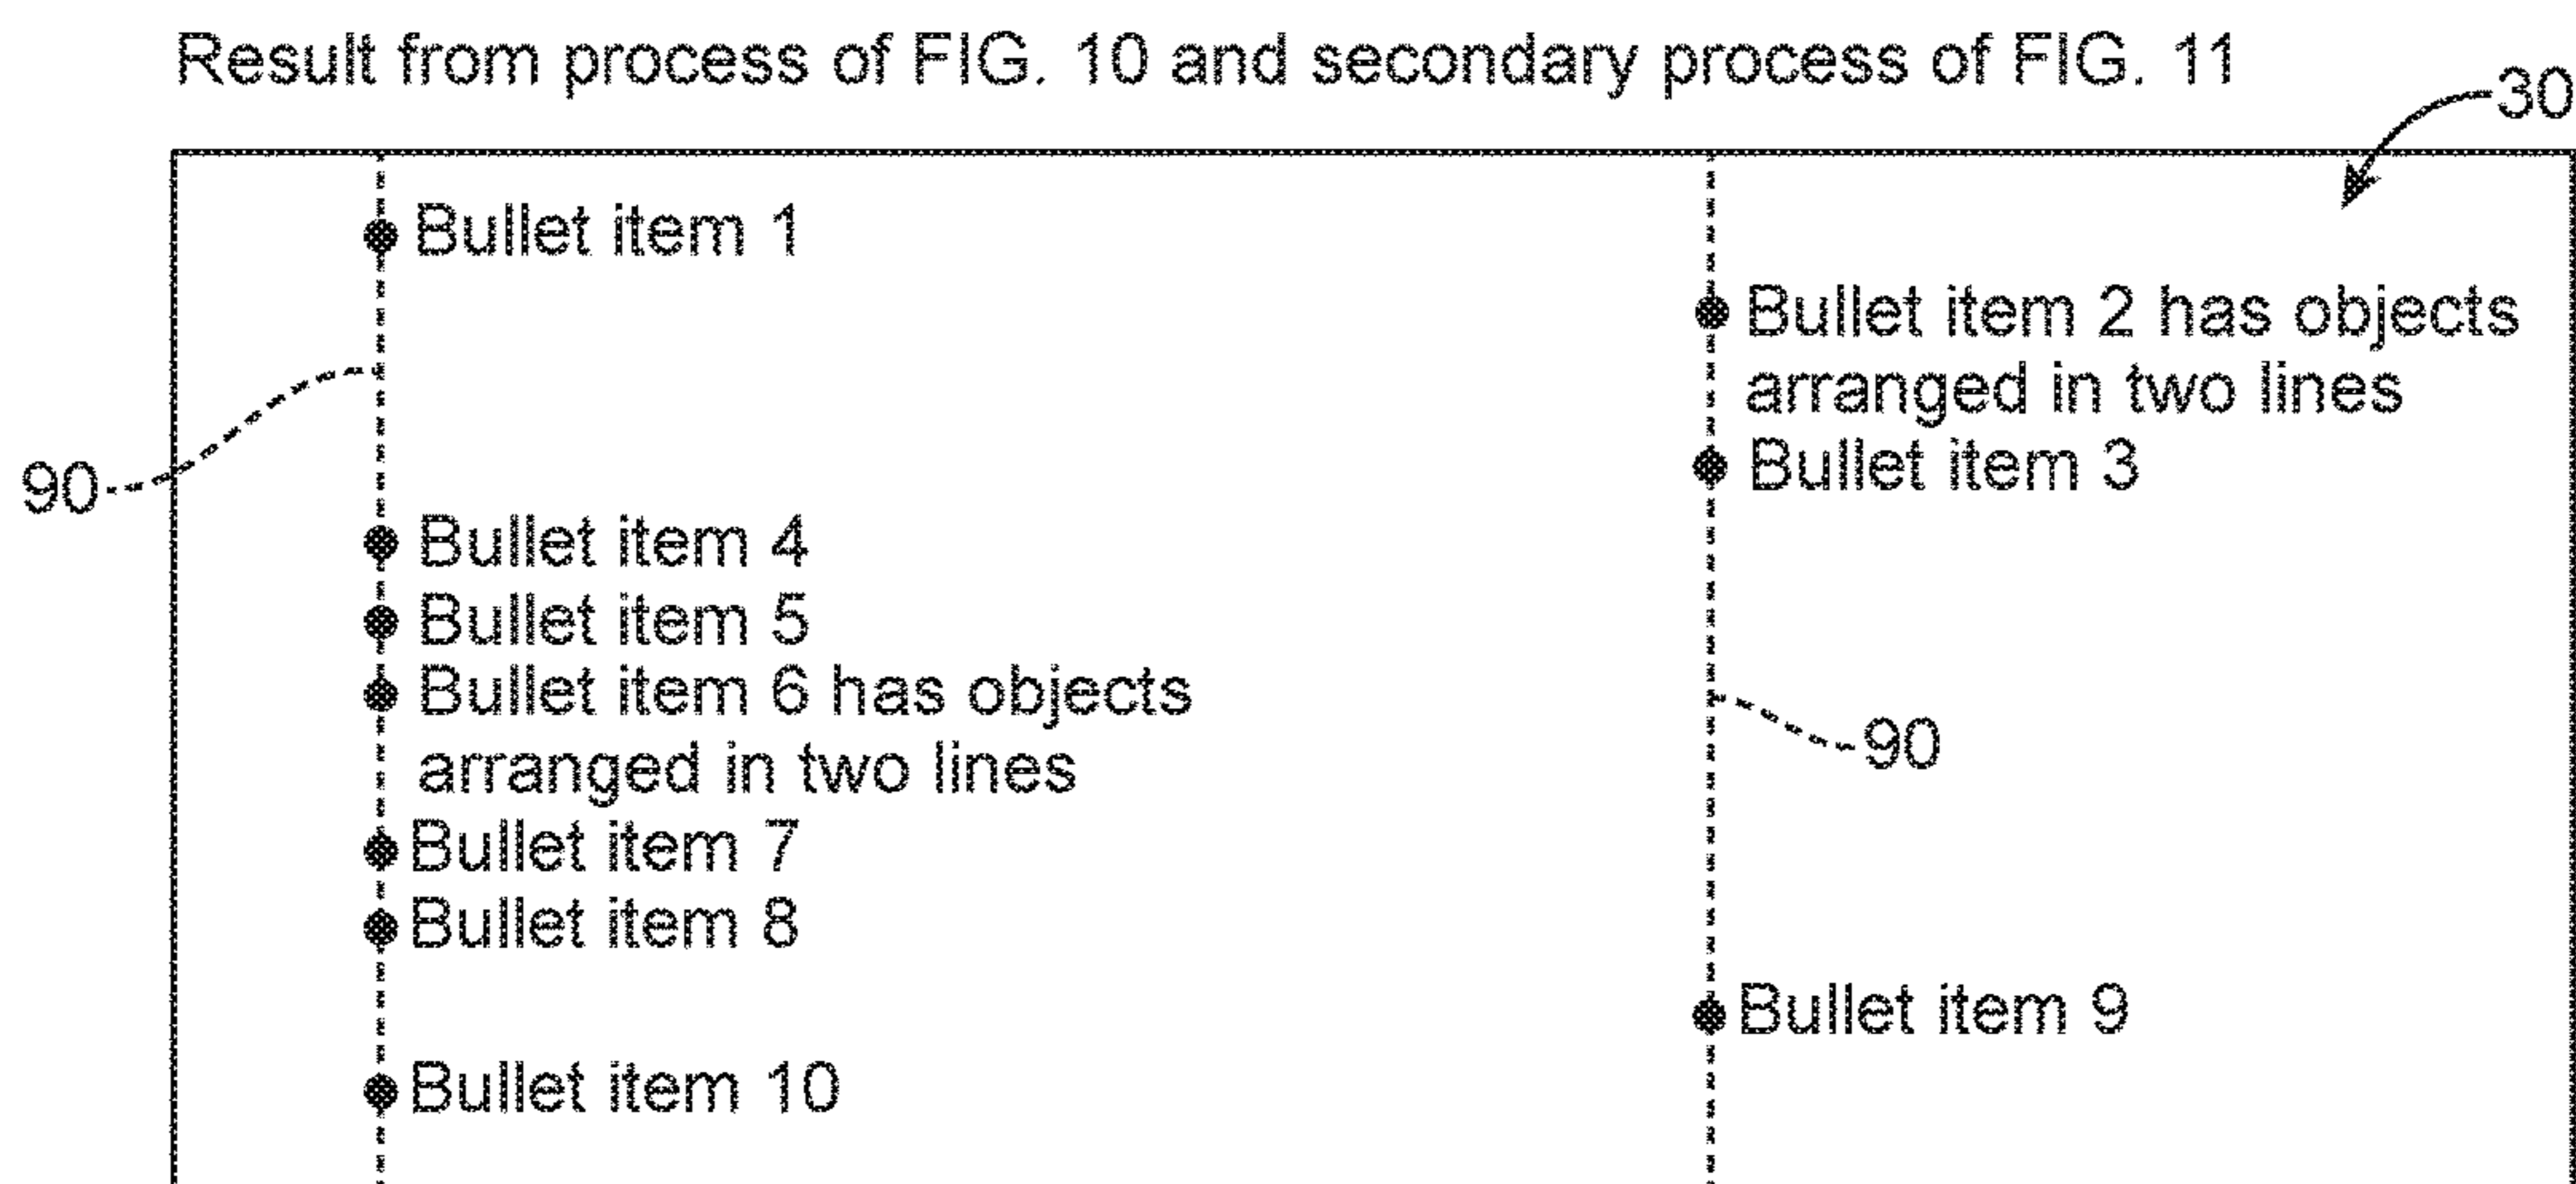 Result from process of FIG. 10 and secondary process of FIG. 11
30
• Bullet item 1
• Bullet item 2 has objects
arranged in two lines
• Bullet item 3
90
• Bullet item 4
• Bullet item 5
• Bullet item 6 has objects
arranged in two lines
90
• Bullet item 7
• Bullet item 8
• Bullet item 9
• Bullet item 10